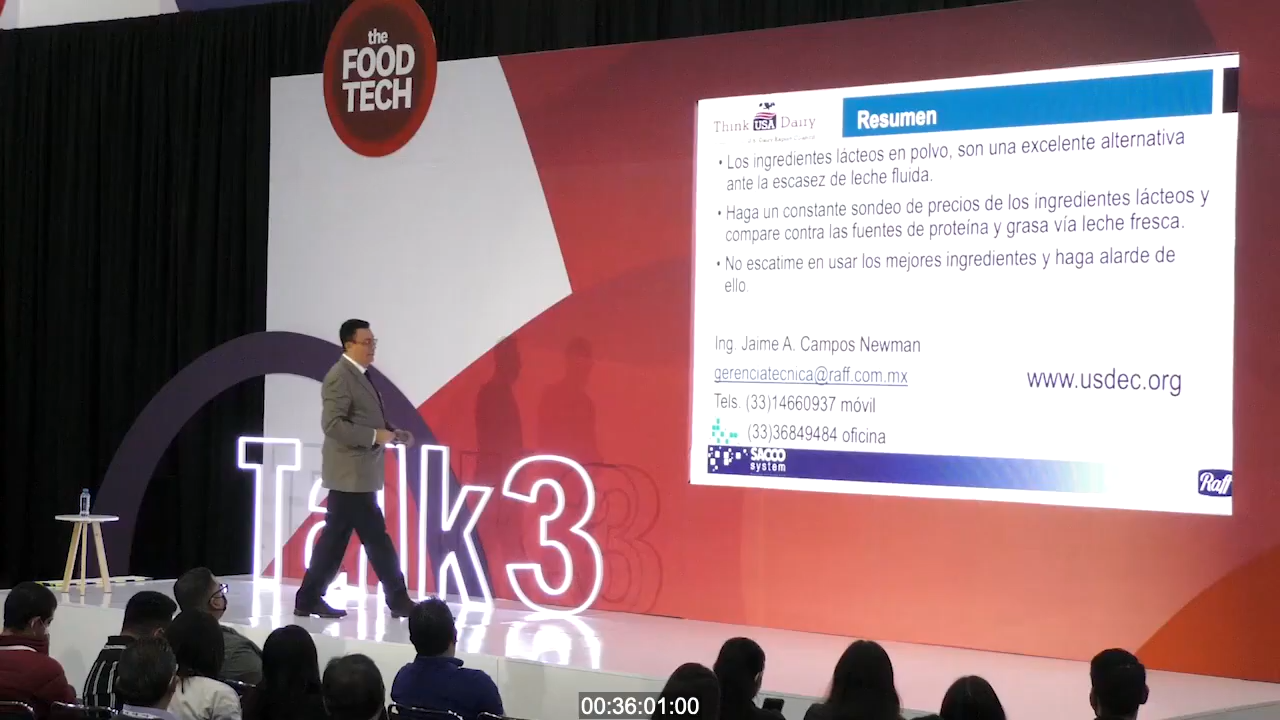 the
FOOD
TECH
Think USA Dairy
Resumen
• Los ingredientes lácteos en polvo, son una excelente alternativa
ante la escasez de leche fluida.
• Haga un constante sondeo de precios de los ingredientes lácteos y
compare contra las fuentes de proteína y grasa vía leche fresca.
• No escatime en usar los mejores ingredientes y haga alarde de
ello.
Ing. Jaime A. Campos Newman
gerenciatecnica@raff.com.mx
www.usdec.org
Tels. (33)14660937 móvil
(33)36849484 oficina
SACCO
system
Raff
Talk3
00:36:01:00